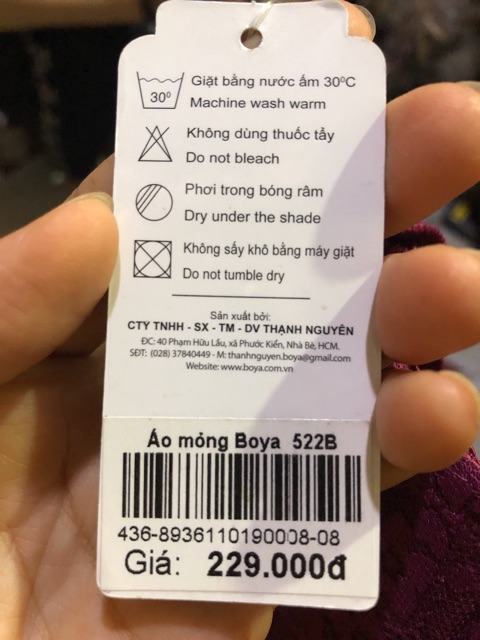 30⁰
Giặt bằng nước ấm 30⁰C
Machine wash warm
Không dùng thuốc tẩy
Do not bleach
Phơi trong bóng râm
Dry under the shade
Không sấy khô bằng máy giặt
Do not tumble dry
Sản xuất bởi:
CTY TNHH - SX - TM - DV THẠNH NGUYÊN
ĐC: 40 Phạm Hữu Lầu, xã Phước Kiển, Nhà Bè, HCM.
SĐT: (028) 37840449 - M: thanhnguyen.boya@gmail.com
Website: www.boya.com.vn
Áo mỏng Boya 522B
436-8936110190008-08
Giá: 229.000đ